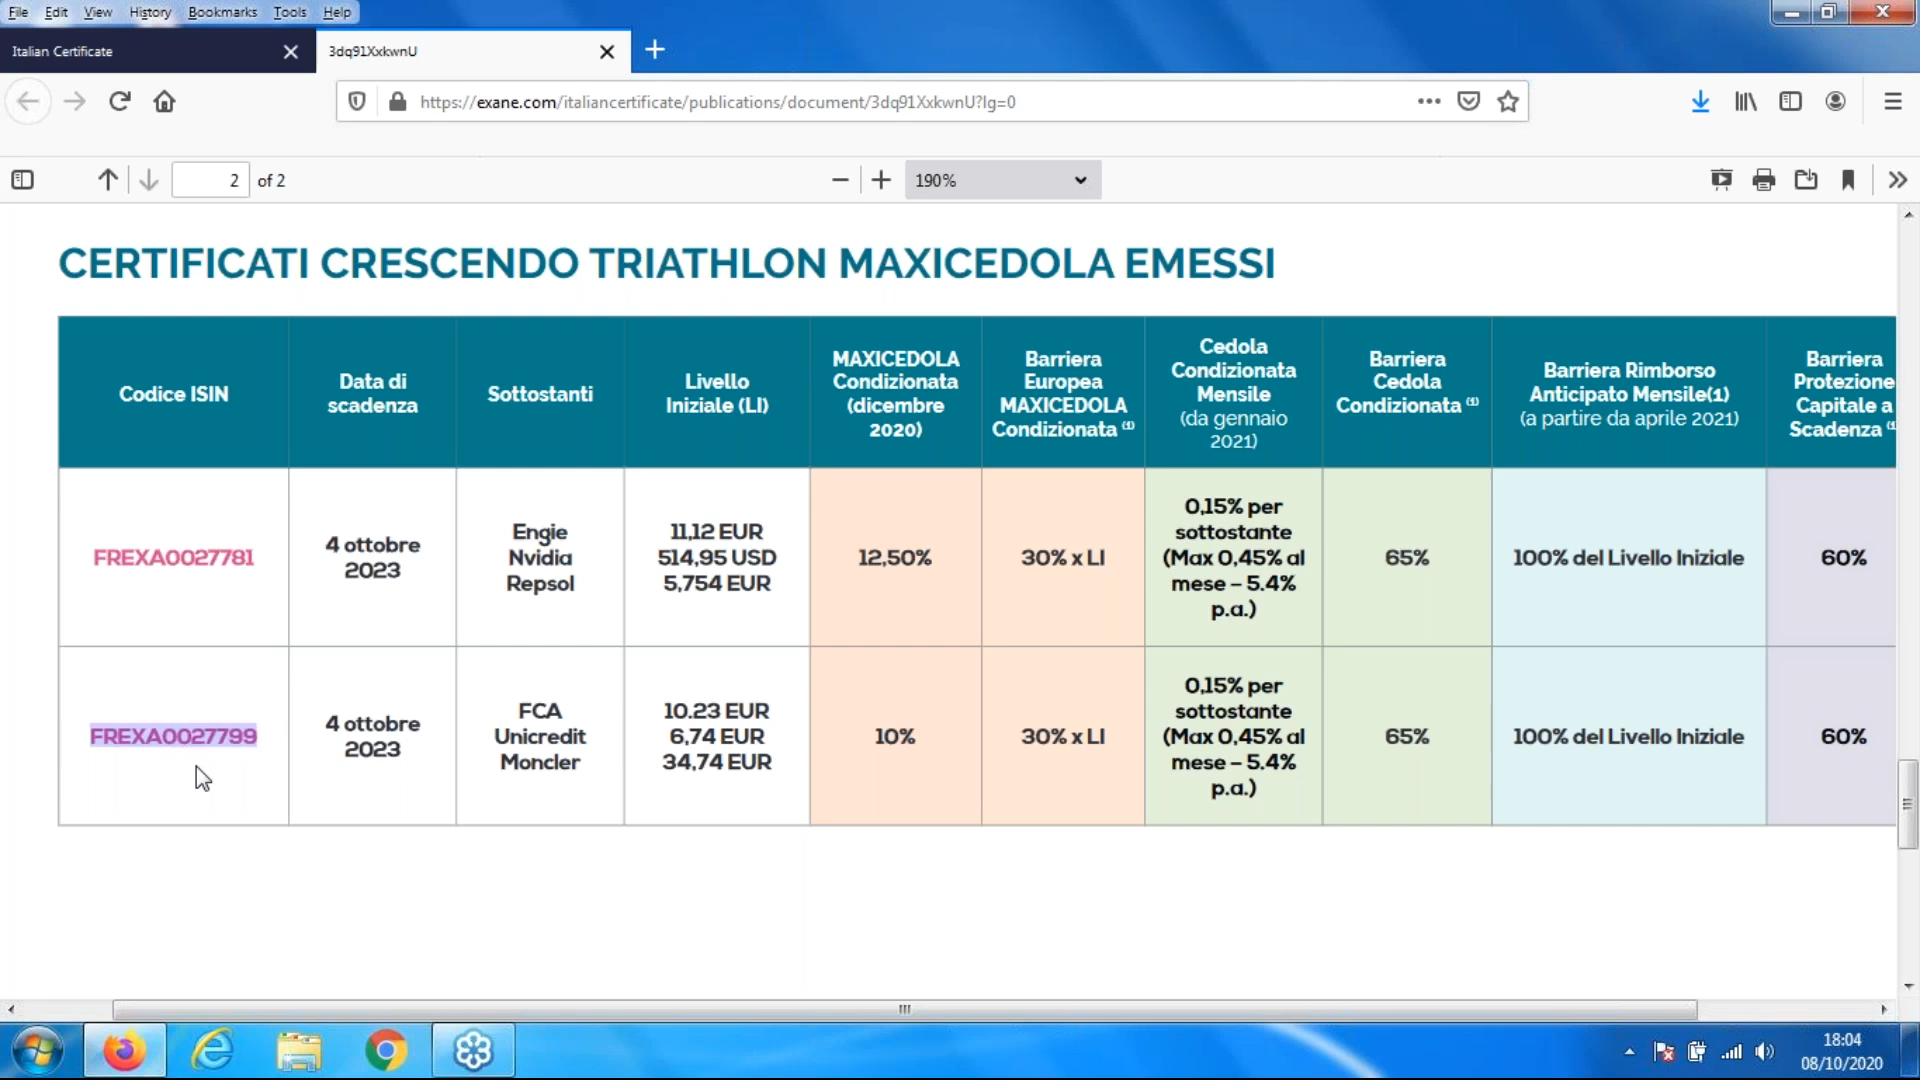 File Edit View History Bookmarks Tools Help
Italian Certificate
3dq91XxkwnU
https://exane.com/italiancertificate/publications/document/3dq91XxkwnU?lg=0
2 of 2
190%
CERTIFICATI CRESCENDO TRIATHLON MAXICEDOLA EMESSI
Codice ISIN
Data di
scadenza
Sottostanti
Livello
Iniziale (LI)
MAXICEDOLA
Condizionata
(dicembre
2020)
Barriera
Europea
MAXICEDOLA
Condizionata (1)
Cedola
Condizionata
Mensile
(da gennaio
2021)
Barriera
Cedola
Condizionata (1)
Barriera Rimborso
Anticipato Mensile(1)
(a partire da aprile 2021)
Barriera
Protezione
Capitale a
Scadenza (1
FREXA0027781
4 ottobre
2023
Engie
Nvidia
Repsol
11,12 EUR
514,95 USD
5,754 EUR
12,50%
30% x LI
0,15% per
sottostante
(Max 0,45% al
mese – 5.4%
p.a.)
65%
100% del Livello Iniziale
60%
FREXA0027799
4 ottobre
2023
FCA
Unicredit
Moncler
10.23 EUR
6,74 EUR
34,74 EUR
10%
30% x LI
0,15% per
sottostante
(Max 0,45% al
mese – 5.4%
p.a.)
65%
100% del Livello Iniziale
60%
18:04
08/10/2020